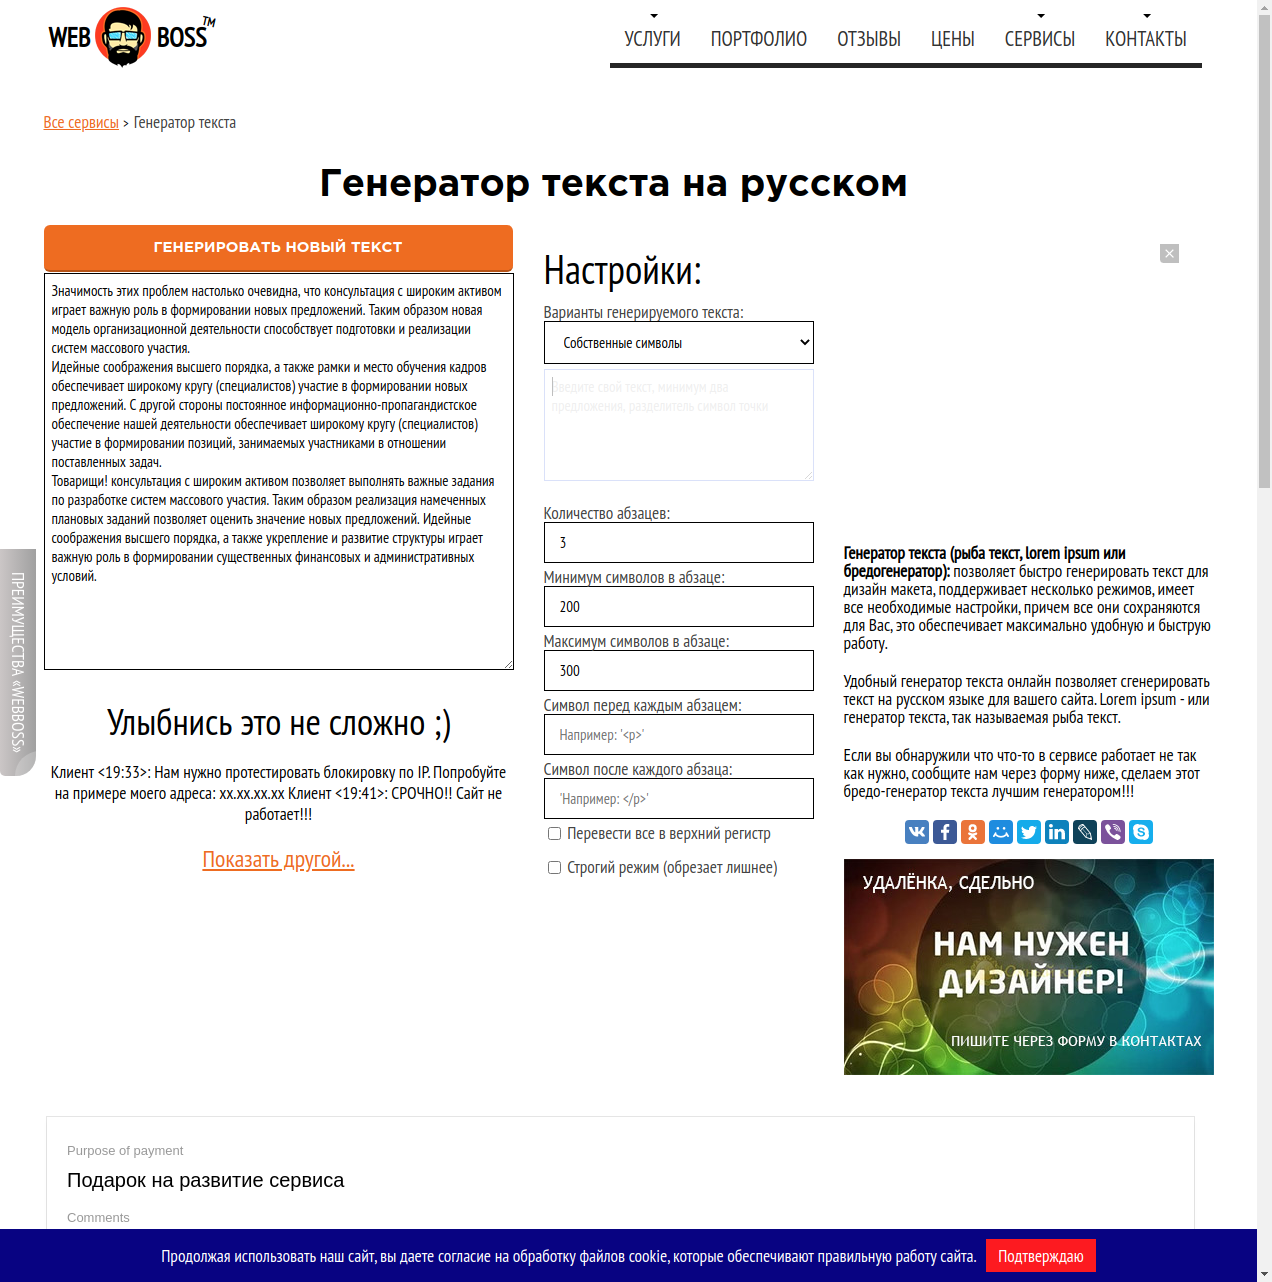 WEB BOSS™
УСЛУГИ ПОРТФОЛИО ОТЗЫВЫ ЦЕНЫ СЕРВИСЫ КОНТАКТЫ
Все сервисы > Генератор текста
Генератор текста на русском
ГЕНЕРИРОВАТЬ НОВЫЙ ТЕКСТ
Значимость этих проблем настолько очевидна, что консультация с широким активом
играет важную роль в формировании новых предложений. Таким образом новая
модель организационной деятельности способствует подготовки и реализации
систем массового участия.
Идейные соображения высшего порядка, а также рамки и место обучения кадров
обеспечивает широкому кругу (специалистов) участие в формировании новых
предложений. С другой стороны постоянное информационно-пропагандистское
обеспечение нашей деятельности обеспечивает широкому кругу (специалистов)
участие в формировании позиций, занимаемых участниками в отношении
поставленных задач.
Товарищи! консультация с широким активом позволяет выполнять важные задания
по разработке систем массового участия. Таким образом реализация намеченных
плановых заданий позволяет оценить значение новых предложений. Идейные
соображения высшего порядка, а также укрепление и развитие структуры играет
важную роль в формировании существенных финансовых и административных
условий.
ПРЕИМУЩЕСТВА «WEBBOSS»
Улыбнись это не сложно ;)
Клиент <19:33>: Нам нужно протестировать блокировку по IP. Попробуйте
на примере моего адреса: xx.xx.xx.xx Клиент <19:41>: СРОЧНО!! Сайт не
работает!!!
Показать другой...
Настройки:
Варианты генерируемого текста:
Собственные символы
Введите свой текст, минимум два
предложения, разделитель символ точки
Количество абзацев:
3
Минимум символов в абзаце:
200
Максимум символов в абзаце:
300
Символ перед каждым абзацем:
Например: '<p>'
Символ после каждого абзаца:
'Например: </p>'
Перевести все в верхний регистр
Строгий режим (обрезает лишнее)
Генератор текста (рыба текст, lorem ipsum или
бредогенератор): позволяет быстро генерировать текст для
дизайн макета, поддерживает несколько режимов, имеет
все необходимые настройки, причем все они сохраняются
для Вас, это обеспечивает максимально удобную и быструю
работу.
Удобный генератор текста онлайн позволяет сгенерировать
текст на русском языке для вашего сайта. Lorem ipsum - или
генератор текста, так называемая рыба текст.
Если вы обнаружили что что-то в сервисе работает не так
как нужно, сообщите нам через форму ниже, сделаем этот
бредо-генератор текста лучшим генератором!!!
УДАЛЁНКА, СДЕЛЬНО
НАМ НУЖЕН
ДИЗАЙНЕР!
ПИШИТЕ ЧЕРЕЗ ФОРМУ В КОНТАКТАХ
Purpose of payment
Подарок на развитие сервиса
Comments
Продолжая использовать наш сайт, вы даете согласие на обработку файлов cookie, которые обеспечивают правильную работу сайта. Подтверждаю